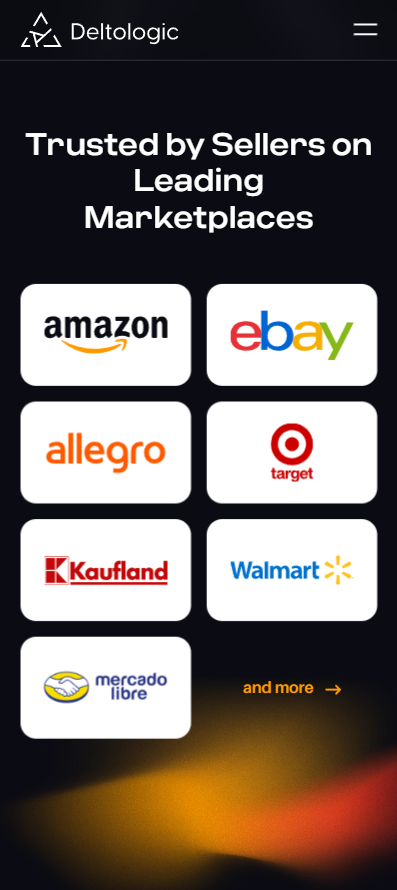 Deltologic
Trusted by Sellers on
Leading
Marketplaces
amazon
ebay
allegro
target
Kaufland
Walmart
mercado
libre
and more →